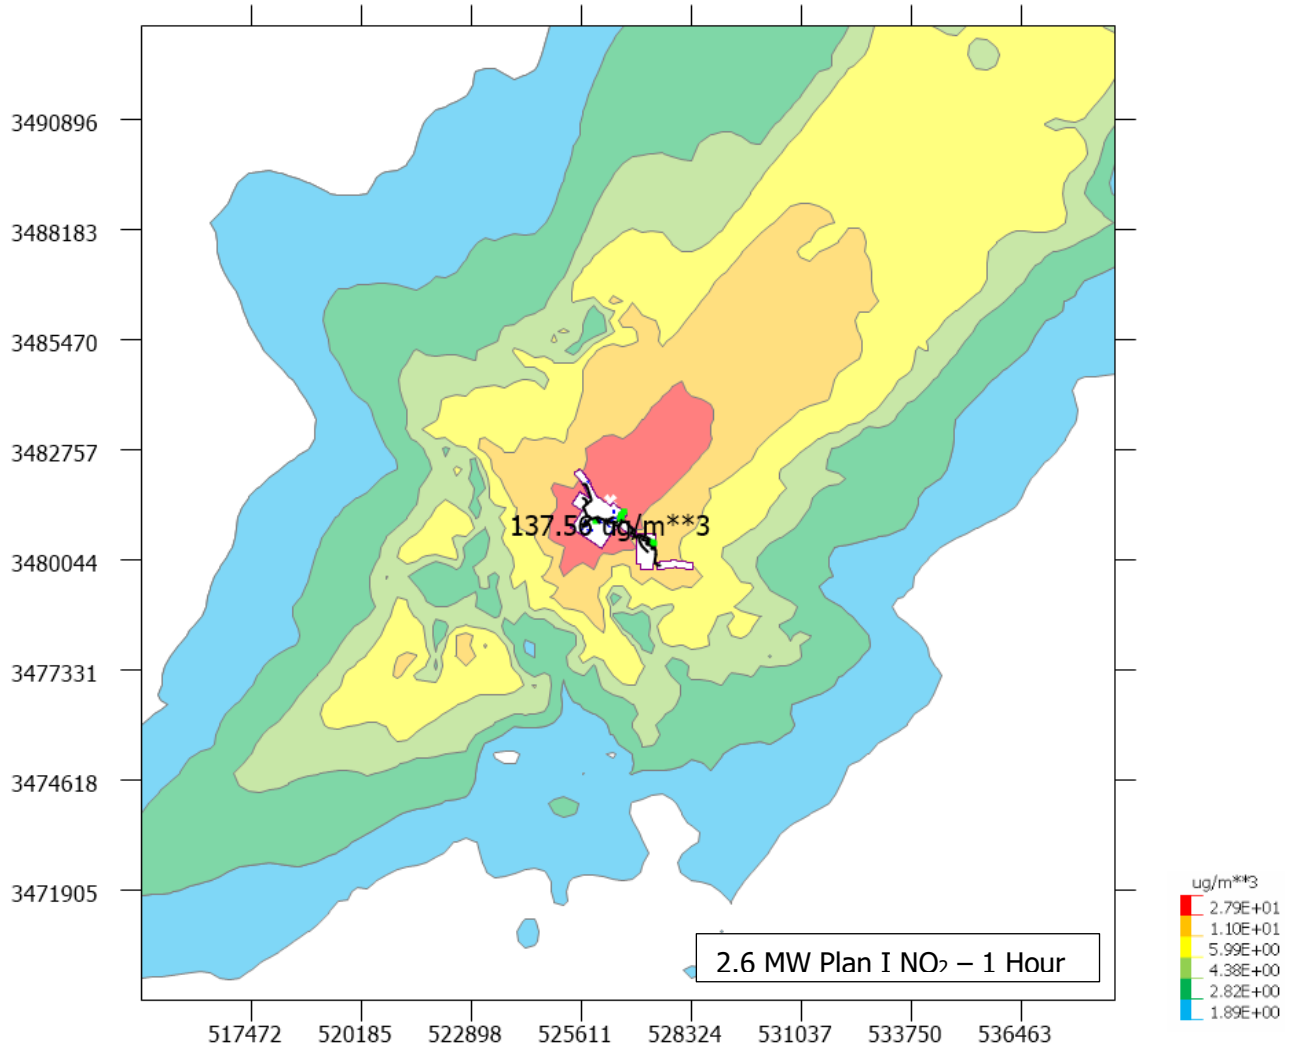 3490896
3488183
3485470
3482757
3480044
3477331
3474618
3471905
137.56 ug/m**3
ug/m**3
2.79E+01
1.10E+01
5.99E+00
4.38E+00
2.82E+00
1.89E+00
2.6 MW Plan I NO₂ – 1 Hour
517472 520185 522898 525611 528324 531037 533750 536463